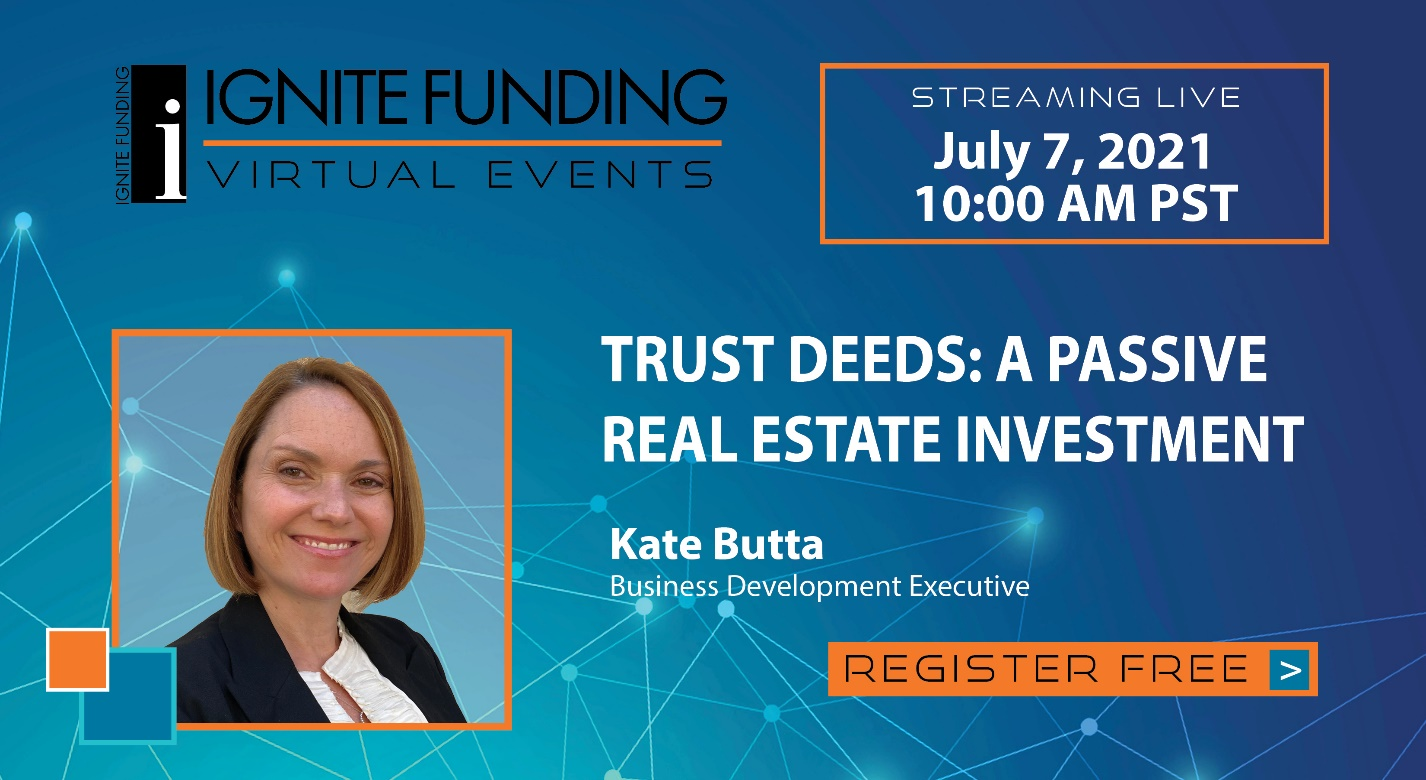 IGNITE FUNDING
i
IGNITE FUNDING
VIRTUAL EVENTS
STREAMING LIVE
July 7, 2021
10:00 AM PST
TRUST DEEDS: A PASSIVE
REAL ESTATE INVESTMENT
Kate Butta
Business Development Executive
REGISTER FREE >